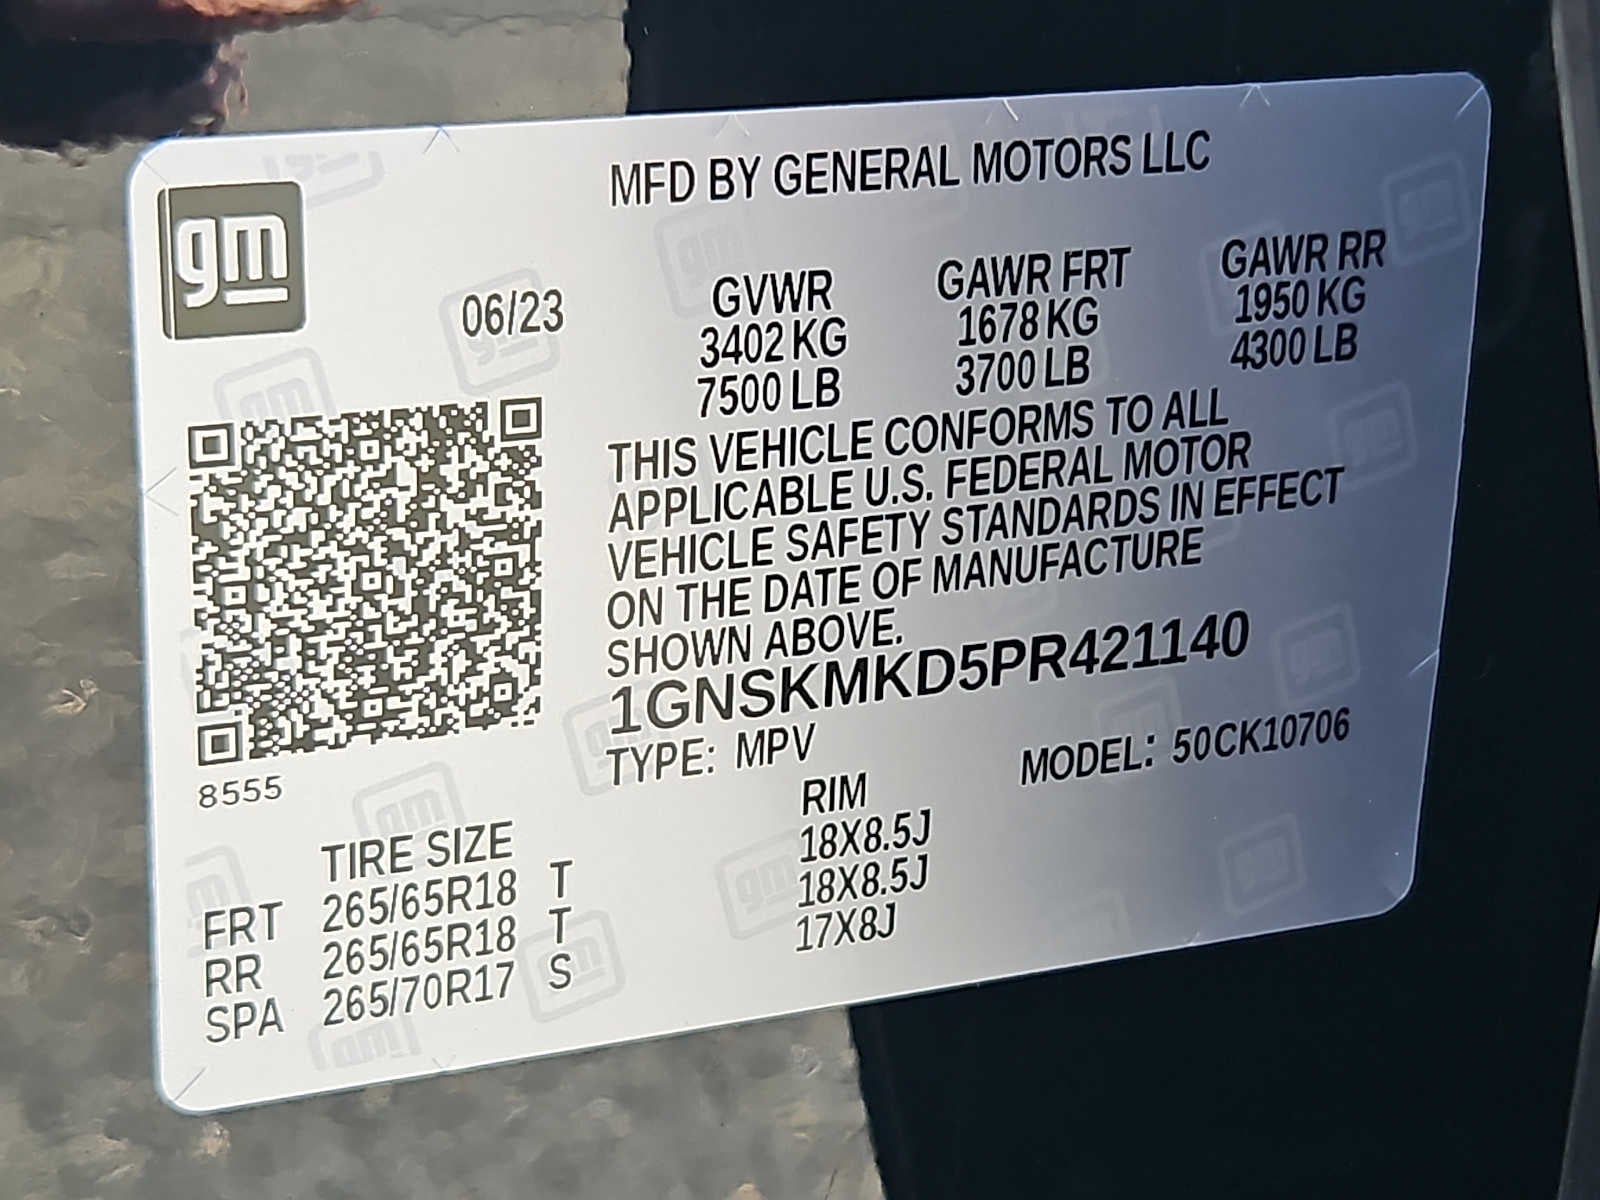 gm
MFD BY GENERAL MOTORS LLC
06/23
GVWR GAWR FRT GAWR RR
3402 KG 1678 KG 1950 KG
7500 LB 3700 LB 4300 LB
THIS VEHICLE CONFORMS TO ALL
APPLICABLE U.S. FEDERAL MOTOR
VEHICLE SAFETY STANDARDS IN EFFECT
ON THE DATE OF MANUFACTURE
SHOWN ABOVE.
1GNSKMKD5PR421140
TYPE: MPV MODEL: 50CK10706
8555
TIRE SIZE RIM
FRT 265/65R18 T 18X8.5J
RR 265/65R18 T 18X8.5J
SPA 265/70R17 S 17X8J